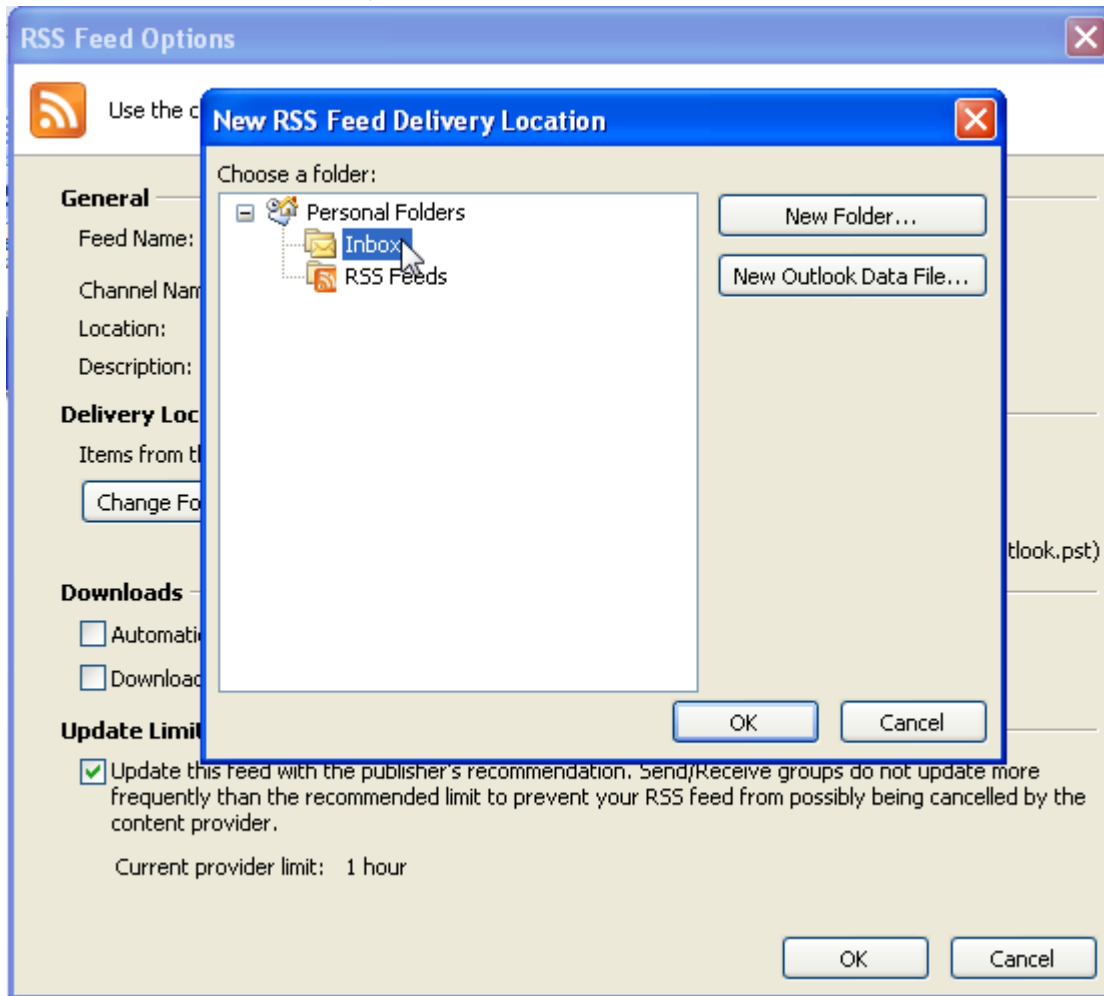 RSS Feed Options
Use the c
New RSS Feed Delivery Location
Choose a folder:
Personal Folders
Inbox
RSS Feeds
New Folder...
New Outlook Data File...
OK
Cancel
General
Feed Name:
Channel Nam
Location:
Description:
Delivery Loc
Items from th
Change Fo
tlook.pst)
Downloads
Automatic
Download
Update Limit
Update this feed with the publisher's recommendation. Send/Receive groups do not update more
frequently than the recommended limit to prevent your RSS feed from possibly being cancelled by the
content provider.
Current provider limit: 1 hour
OK
Cancel